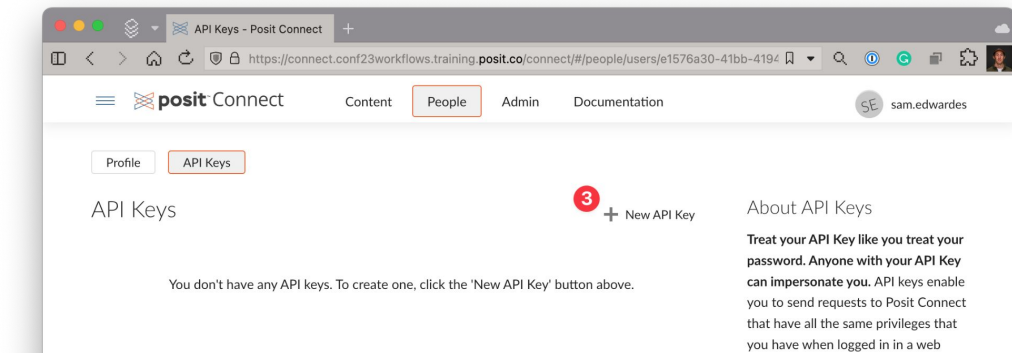 API Keys - Posit Connect
https://connect.conf23workflows.training.posit.co/connect/#/people/users/e1576a30-41bb-4194
posit Connect
Content
People
Admin
Documentation
SE
sam.edwardes
Profile
API Keys
API Keys
3
+ New API Key
You don't have any API keys. To create one, click the 'New API Key' button above.
About API Keys
Treat your API Key like you treat your
password. Anyone with your API Key
can impersonate you. API keys enable
you to send requests to Posit Connect
that have all the same privileges that
you have when logged in in a web